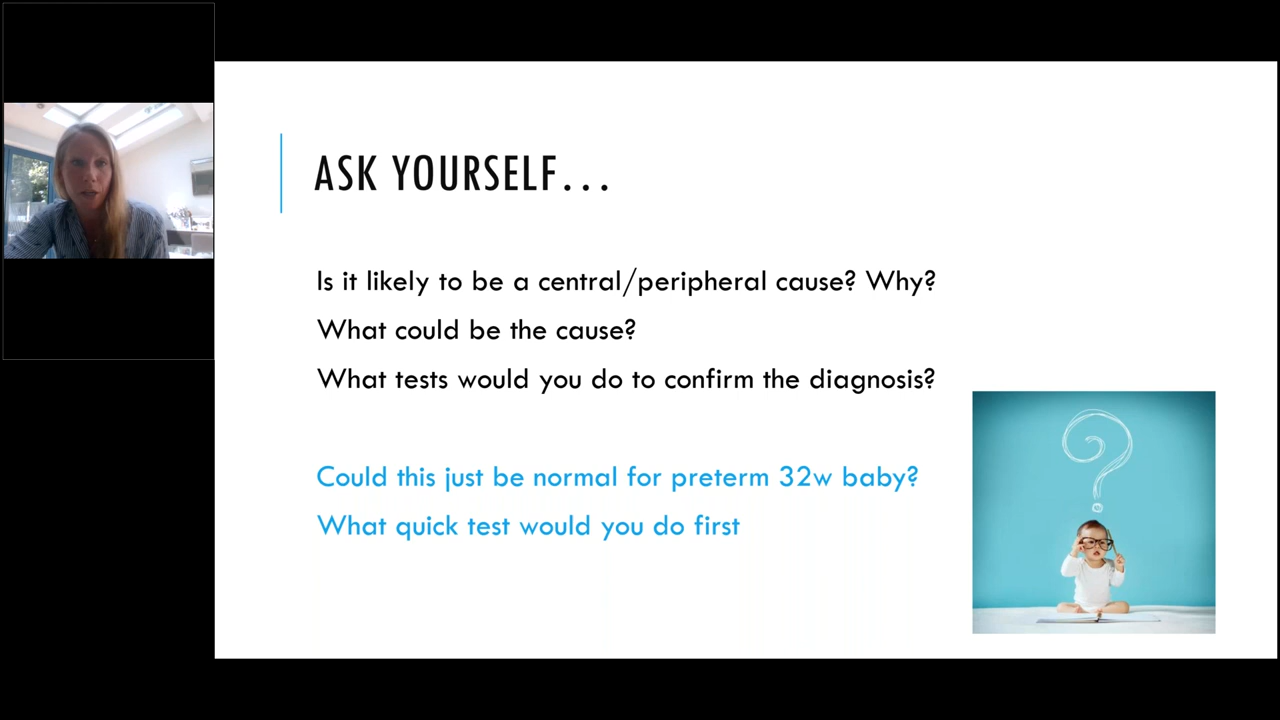 ASK YOURSELF...
Is it likely to be a central/peripheral cause? Why?
What could be the cause?
What tests would you do to confirm the diagnosis?
Could this just be normal for preterm 32w baby?
What quick test would you do first